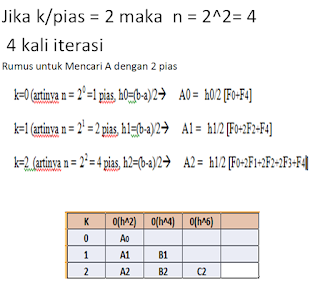 Jika k/pias = 2 maka n = 2^2= 4
4 kali iterasi
Rumus untuk Mencari A dengan 2 pias
k=0 (artinya n = 2^0 =1 pias, h0=(b-a)/2→ A0 = h0/2 [F0+F4]
k=1 (artinya n = 2^1 = 2 pias, h1=(b-a)/2→ A1 = h1/2 [F0+2F2+F4]
k=2 (artinya n = 2^2 = 4 pias, h2=(b-a)/2→ A2 = h1/2 [F0+2F1+2F2+2F3+F4]
K 0(h^2) 0(h^4) 0(h^6)
0 A0
1 A1 B1
2 A2 B2 C2